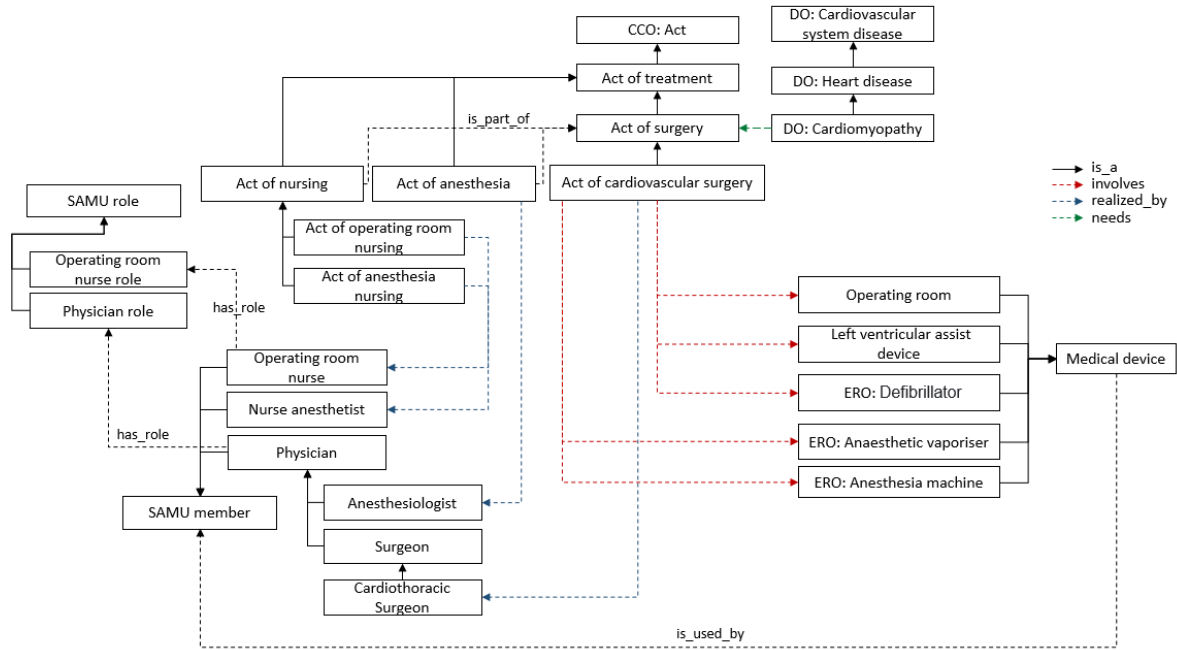 CCO: Act
DO: Cardiovascular
system disease
Act of treatment
DO: Heart disease
is_part_of
Act of surgery
DO: Cardiomyopathy
is_a
involves
realized_by
needs
Act of nursing
Act of anesthesia
Act of cardiovascular surgery
SAMU role
Act of operating room
nursing
Operating room
nurse role
Act of anesthesia
nursing
Physician role
has_role
Operating room
Left ventricular assist
device
Medical device
Operating room
nurse
ERO: Defibrillator
Nurse anesthetist
has_role
Physician
ERO: Anaesthetic vaporiser
ERO: Anesthesia machine
Anesthesiologist
SAMU member
Surgeon
Cardiothoracic
Surgeon
is_used_by